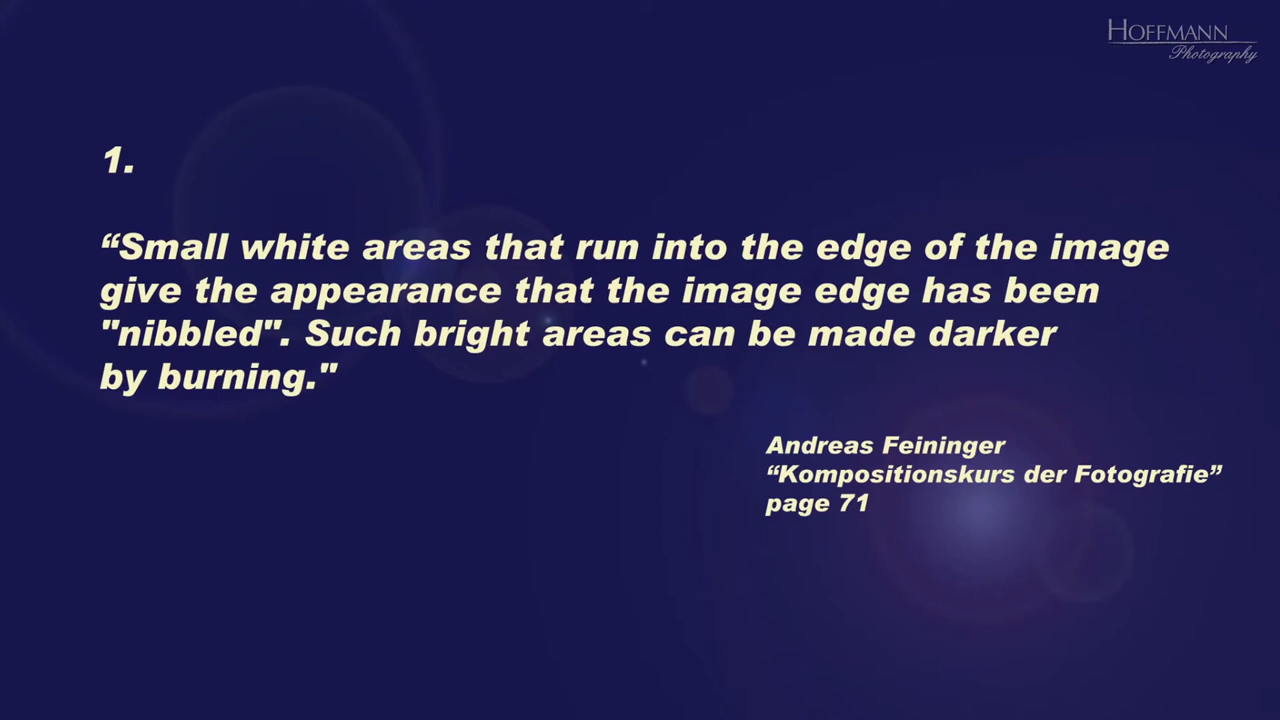 HOFFMANN
Photography
1.
“Small white areas that run into the edge of the image
give the appearance that the image edge has been
"nibbled". Such bright areas can be made darker
by burning."
Andreas Feininger
“Kompositionskurs der Fotografie”
page 71